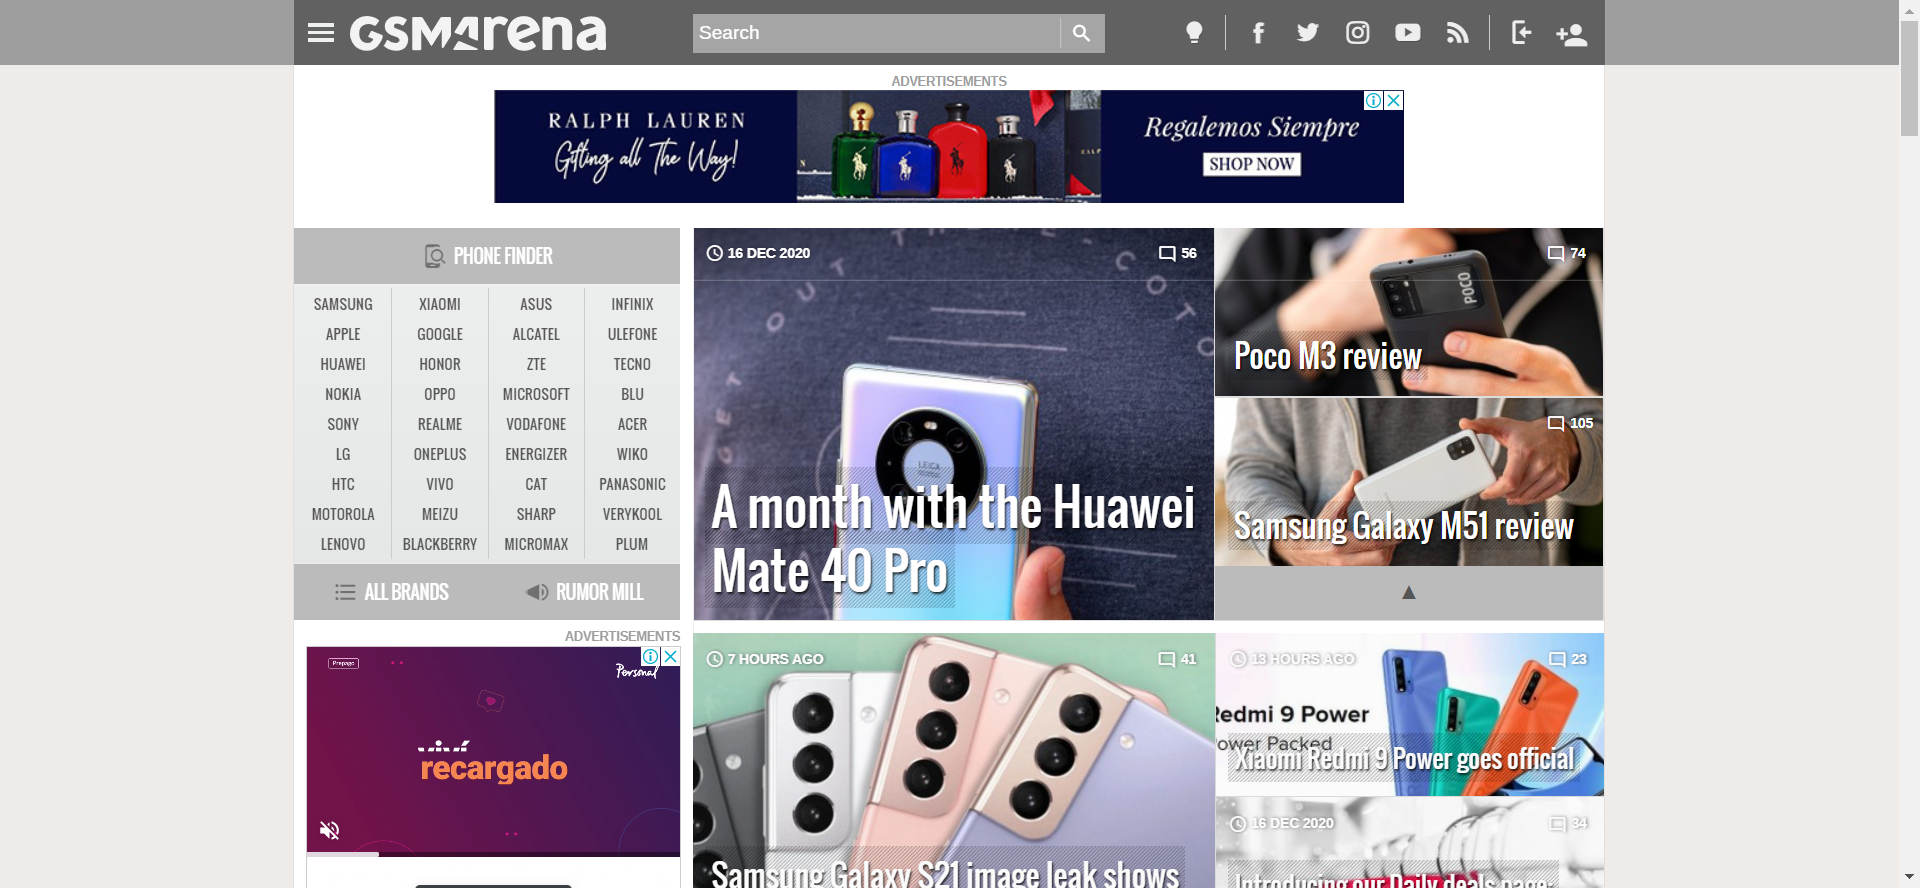 GSMArena
Search
ADVERTISEMENTS
RALPH LAUREN
Gifting all The Way!
Regalemos Siempre
SHOP NOW
PHONE FINDER
SAMSUNG XIAOMI ASUS INFINIX
APPLE GOOGLE ALCATEL ULEFONE
HUAWEI HONOR ZTE TECNO
NOKIA OPPO MICROSOFT BLU
SONY REALME VODAFONE ACER
LG ONEPLUS ENERGIZER WIKO
HTC VIVO CAT PANASONIC
MOTOROLA MEIZU SHARP VERYKOOL
LENOVO BLACKBERRY MICROMAX PLUM
ALL BRANDS RUMOR MILL
ADVERTISEMENTS
Prepago
Personal
recargado
16 DEC 2020 56
LEICA
A month with the Huawei
Mate 40 Pro
74
POCO
Poco M3 review
105
Samsung Galaxy M51 review
▲
7 HOURS AGO 41
Samsung Galaxy S21 image leak shows
13 HOURS AGO 23
Redmi 9 Power
ower Packed
Xiaomi Redmi 9 Power goes official
16 DEC 2020 34
Introducing our Daily deals page: